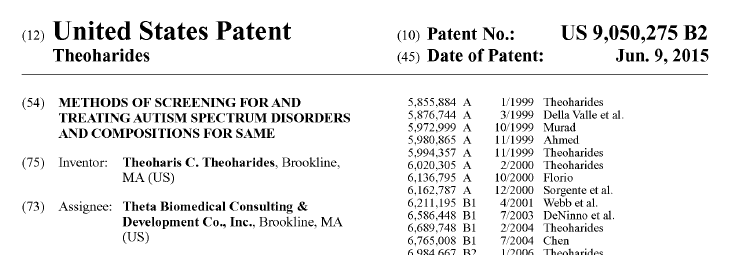 (12) United States Patent
Theoharides
(10) Patent No.: US 9,050,275 B2
(45) Date of Patent: Jun. 9, 2015
(54) METHODS OF SCREENING FOR AND
TREATING AUTISM SPECTRUM DISORDERS
AND COMPOSITIONS FOR SAME
(75) Inventor: Theoharis C. Theoharides, Brookline,
MA (US)
(73) Assignee: Theta Biomedical Consulting &
Development Co., Inc., Brookline, MA
(US)
5,855,884 A 1/1999 Theoharides
5,876,744 A 3/1999 Della Valle et al.
5,972,999 A 10/1999 Murad
5,980,865 A 11/1999 Ahmed
5,994,357 A 11/1999 Theoharides
6,020,305 A 2/2000 Theoharides
6,136,795 A 10/2000 Florio
6,162,787 A 12/2000 Sorgente et al.
6,211,195 B1 4/2001 Webb et al.
6,586,448 B1 7/2003 DeNinno et al.
6,689,748 B1 2/2004 Theoharides
6,765,008 B1 7/2004 Chen
6,984,667 B2 1/2006 Theoharides